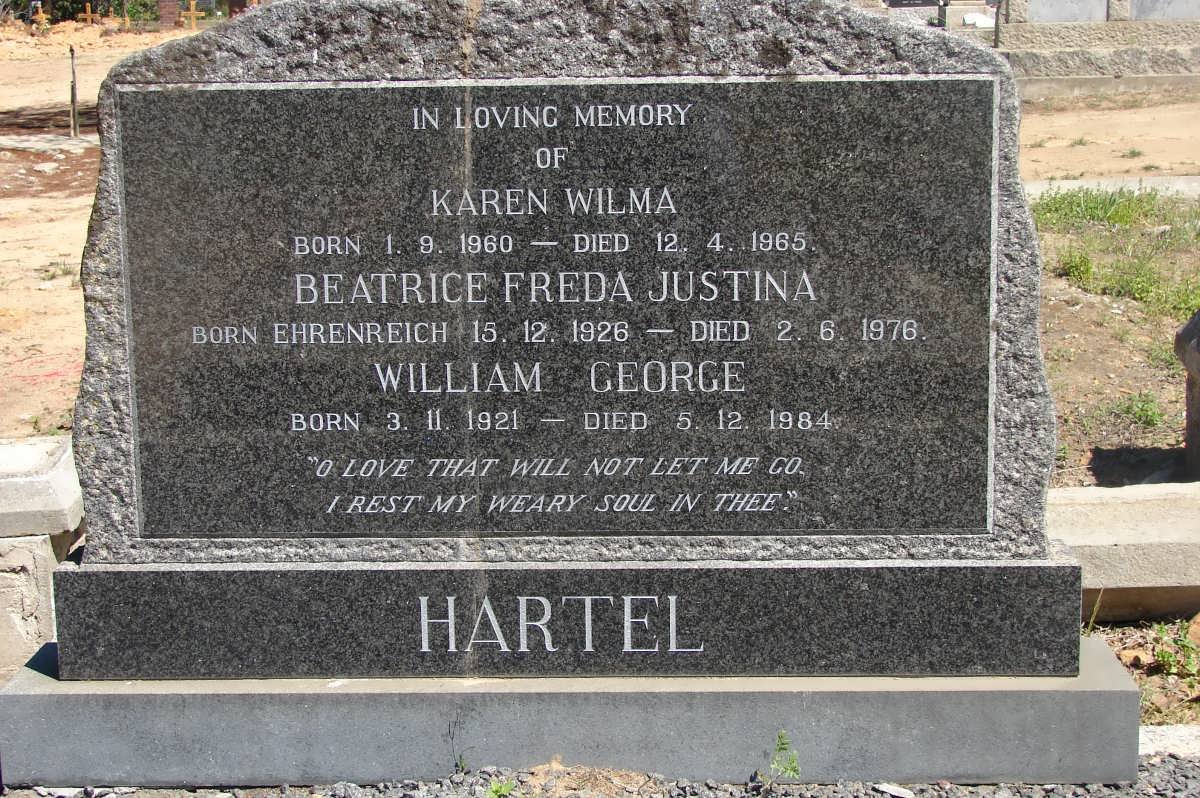 IN LOVING MEMORY
OF
KAREN WILMA
BORN 1. 9. 1960 — DIED 12. 4. 1965.
BEATRICE FREDA JUSTINA
BORN EHRENREICH 15. 12. 1926 — DIED 2. 6. 1976.
WILLIAM GEORGE
BORN 3. 11. 1921 — DIED 5. 12. 1984.
"O LOVE THAT WILL NOT LET ME GO,
I REST MY WEARY SOUL IN THEE".
HARTEL